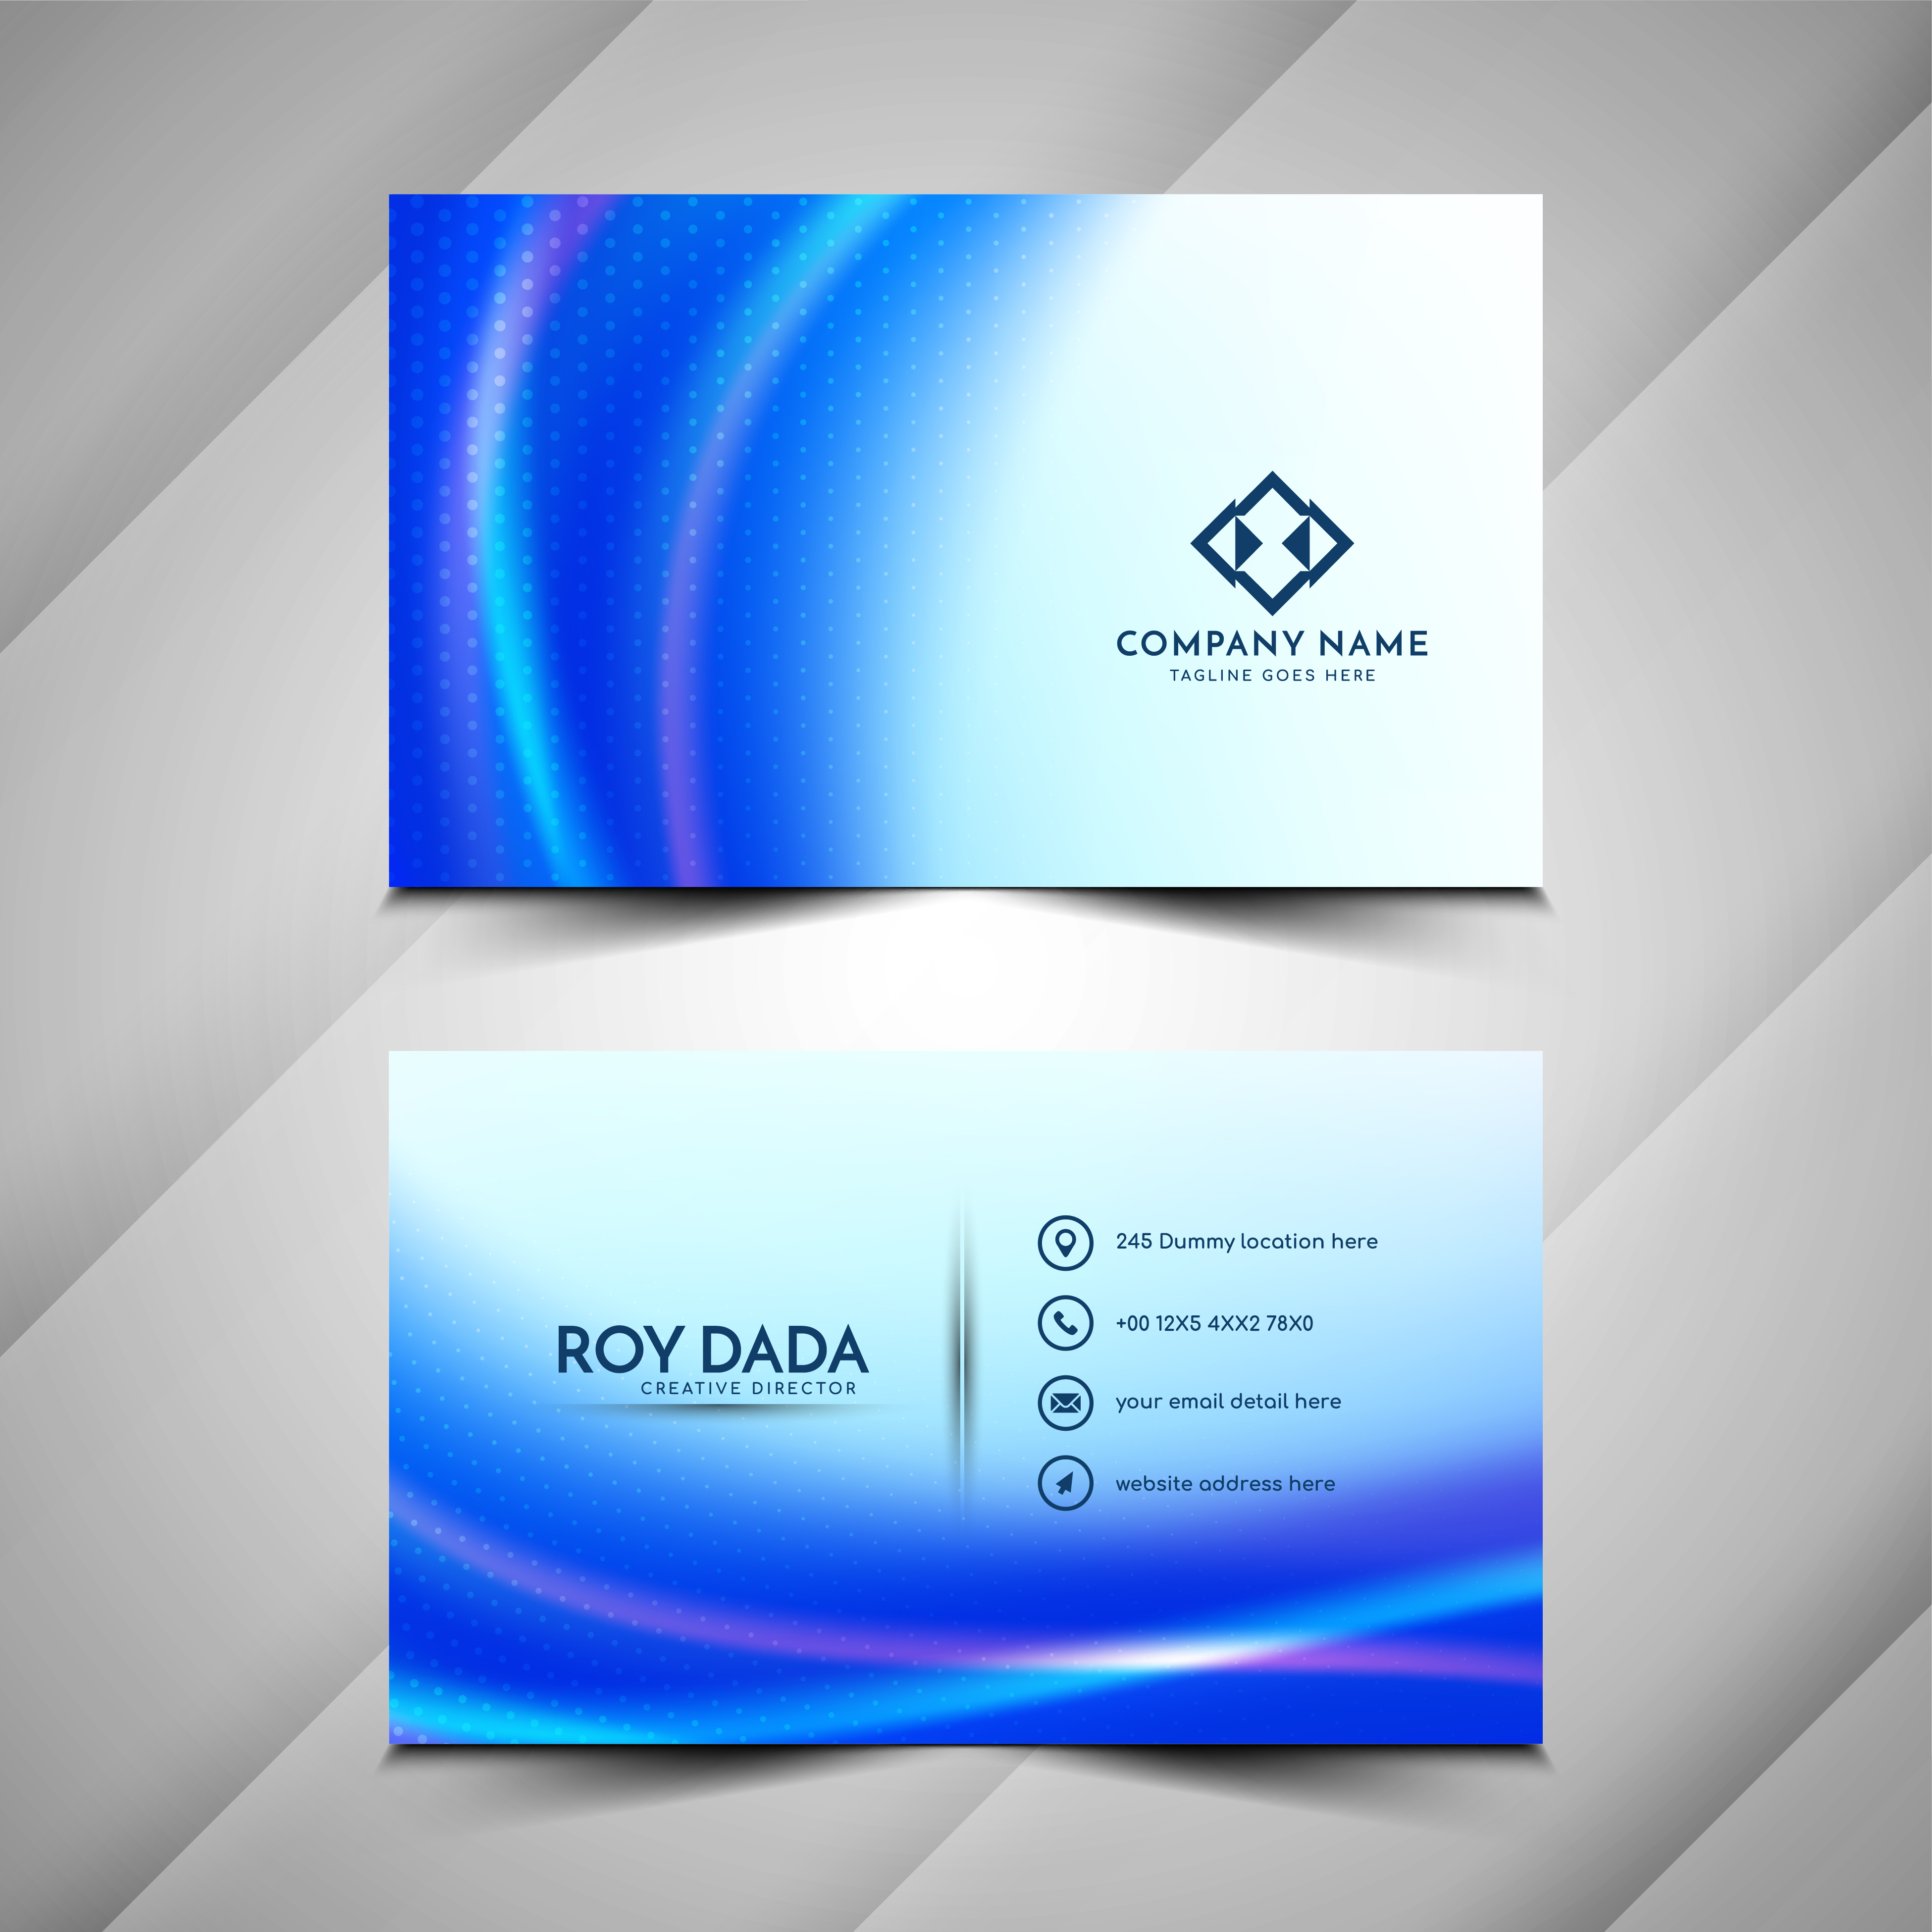 COMPANY NAME
TAGLINE GOES HERE
ROY DADA
CREATIVE DIRECTOR
245 Dummy location here
+00 12X5 4XX2 78X0
your email detail here
website address here